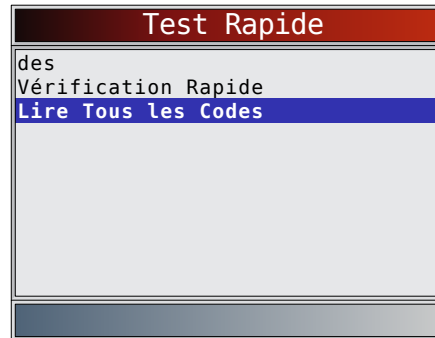 Test Rapide
des
Vérification Rapide
Lire Tous les Codes